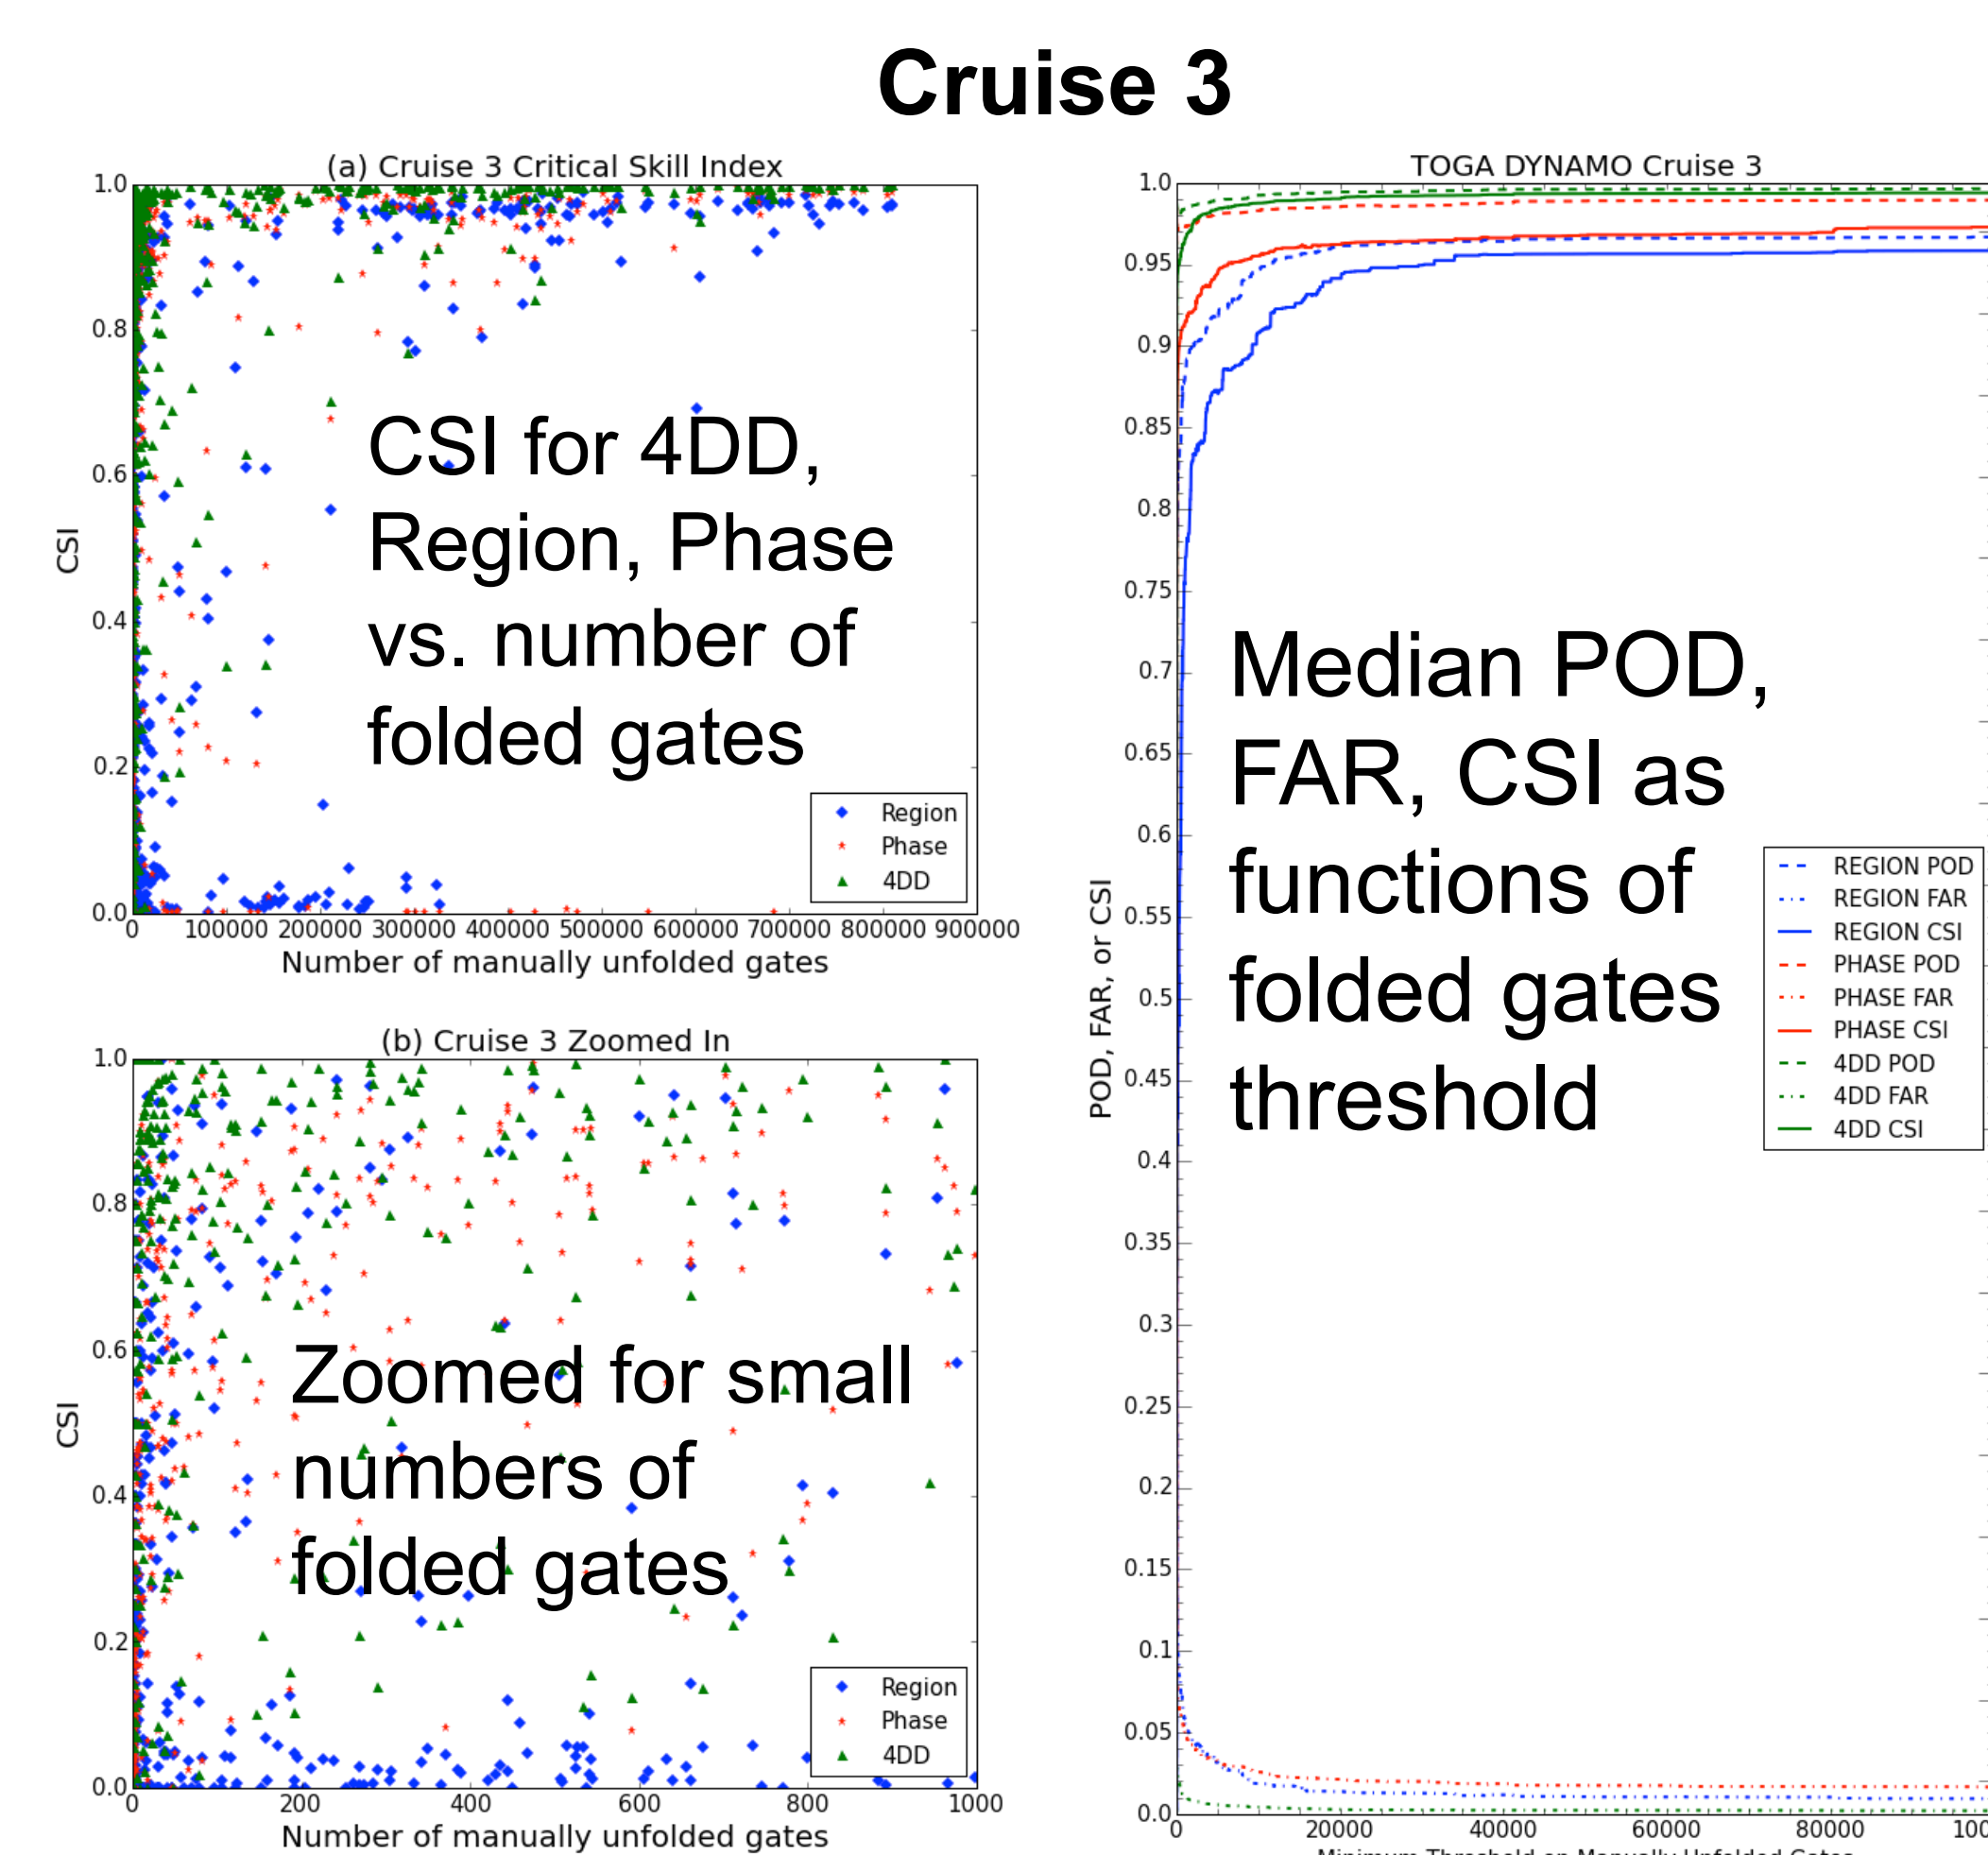 Cruise 3
(a) Cruise 3 Critical Skill Index
1.0
0.8
0.6
0.4
0.2
0.0
CSI
CSI for 4DD,
Region, Phase
vs. number of
folded gates
Region
Phase
4DD
0 100000 200000 300000 400000 500000 600000 700000 800000 900000
Number of manually unfolded gates
(b) Cruise 3 Zoomed In
1.0
0.8
0.6
0.4
0.2
0.0
CSI
Zoomed for small
numbers of
folded gates
Region
Phase
4DD
0 200 400 600 800 1000
Number of manually unfolded gates
TOGA DYNAMO Cruise 3
1.0
0.95
0.9
0.85
0.8
0.75
0.7
0.65
0.6
0.55
0.5
0.45
0.4
0.35
0.3
0.25
0.2
0.15
0.1
0.05
0.0
POD, FAR, or CSI
Median POD,
FAR, CSI as
functions of
folded gates
threshold
REGION POD
REGION FAR
REGION CSI
PHASE POD
PHASE FAR
PHASE CSI
4DD POD
4DD FAR
4DD CSI
0 20000 40000 60000 80000 100
Minimum Threshold on Manually Unfolded Gates